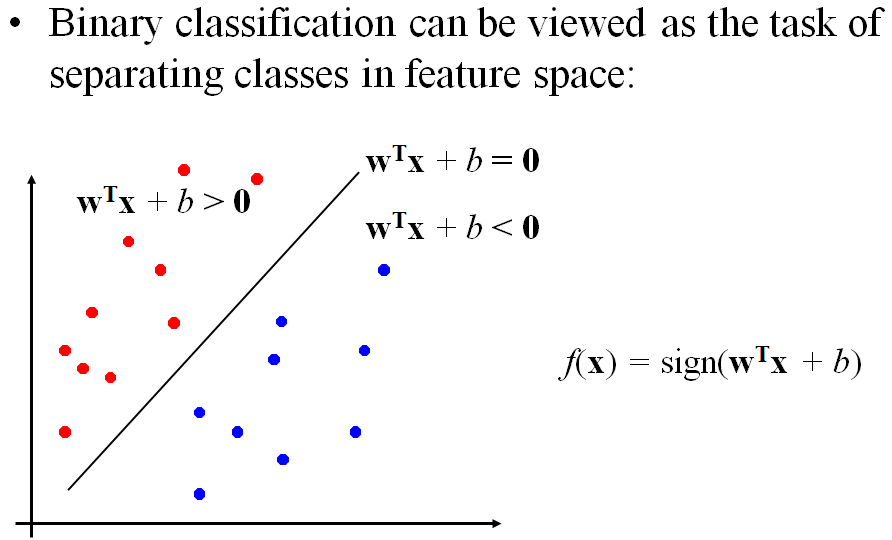 • Binary classification can be viewed as the task of
separating classes in feature space:
wᵀx + b = 0
wᵀx + b > 0
wᵀx + b < 0
f(x) = sign(wᵀx + b)